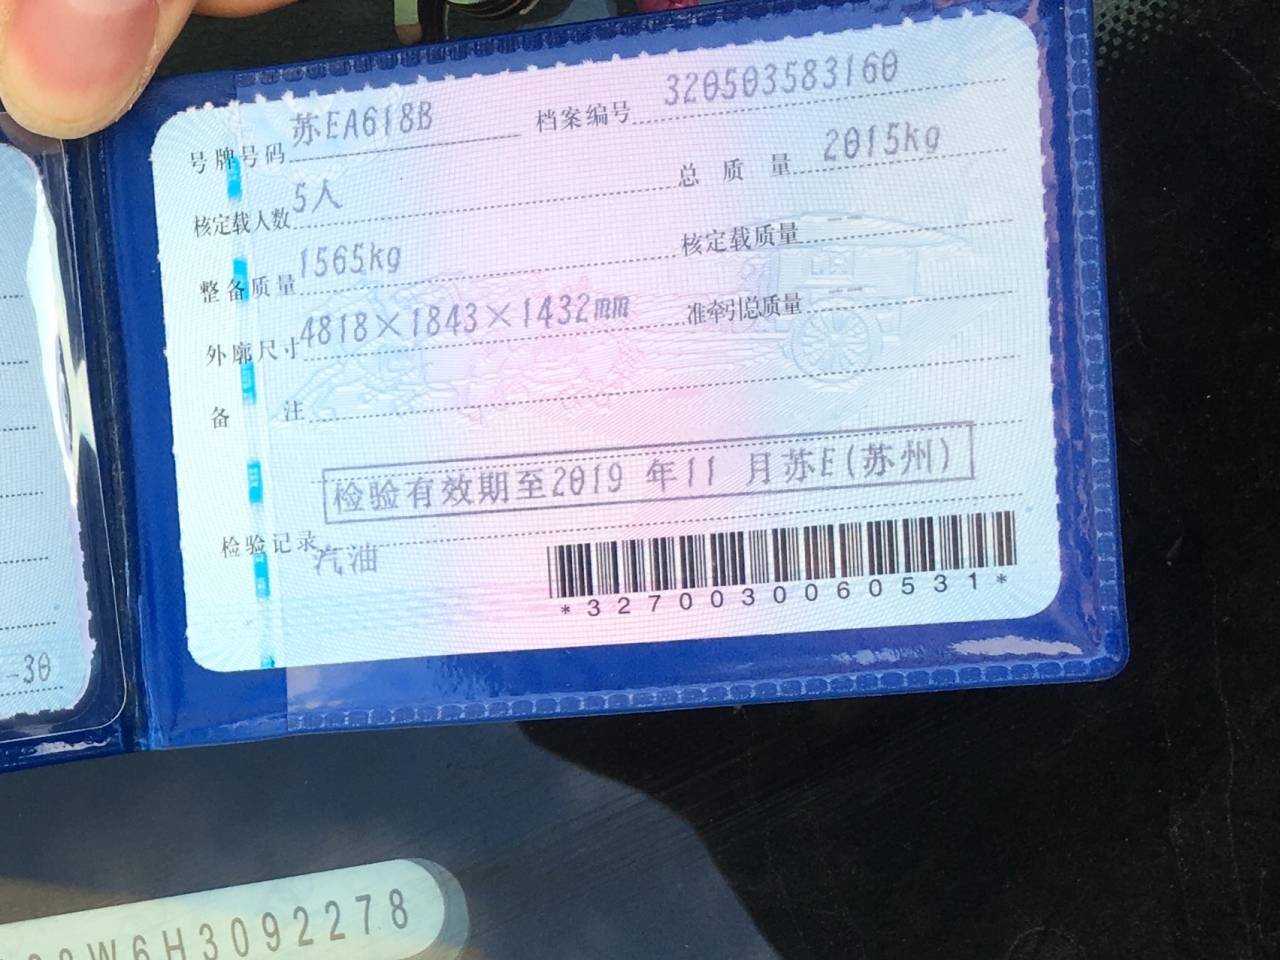 号牌号码 苏EA618B 档案编号 320503583160
核定载人数 5人 总质量 2015kg
整备质量 1565kg 核定载质量 --
外廓尺寸 4818×1843×1432mm 准牵引总质量 --
备注
检验有效期至2019 年11 月苏E(苏州)
检验记录
汽油
*3270030060531*
-30
W6H3092278